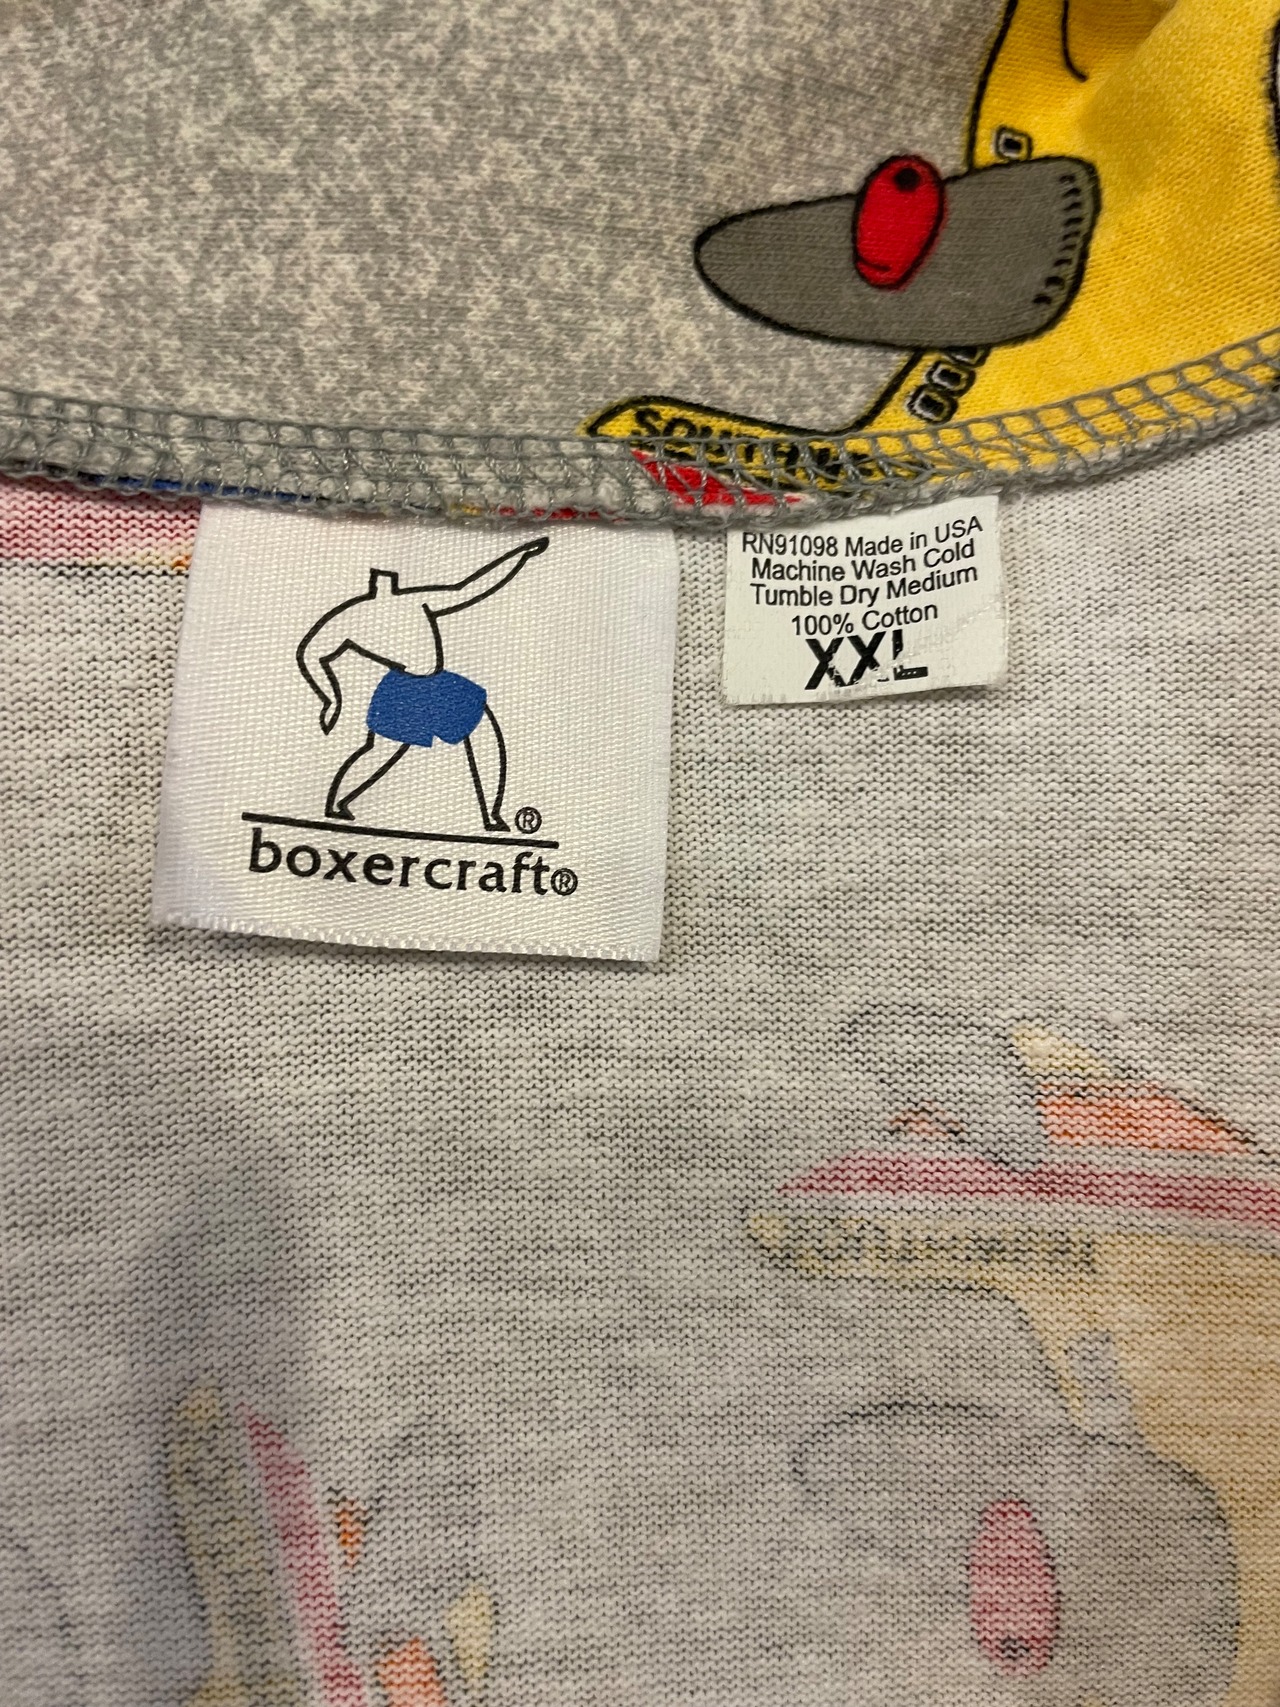 RN91098 Made in USA
Machine Wash Cold
Tumble Dry Medium
100% Cotton
XXL
®
boxercraft®